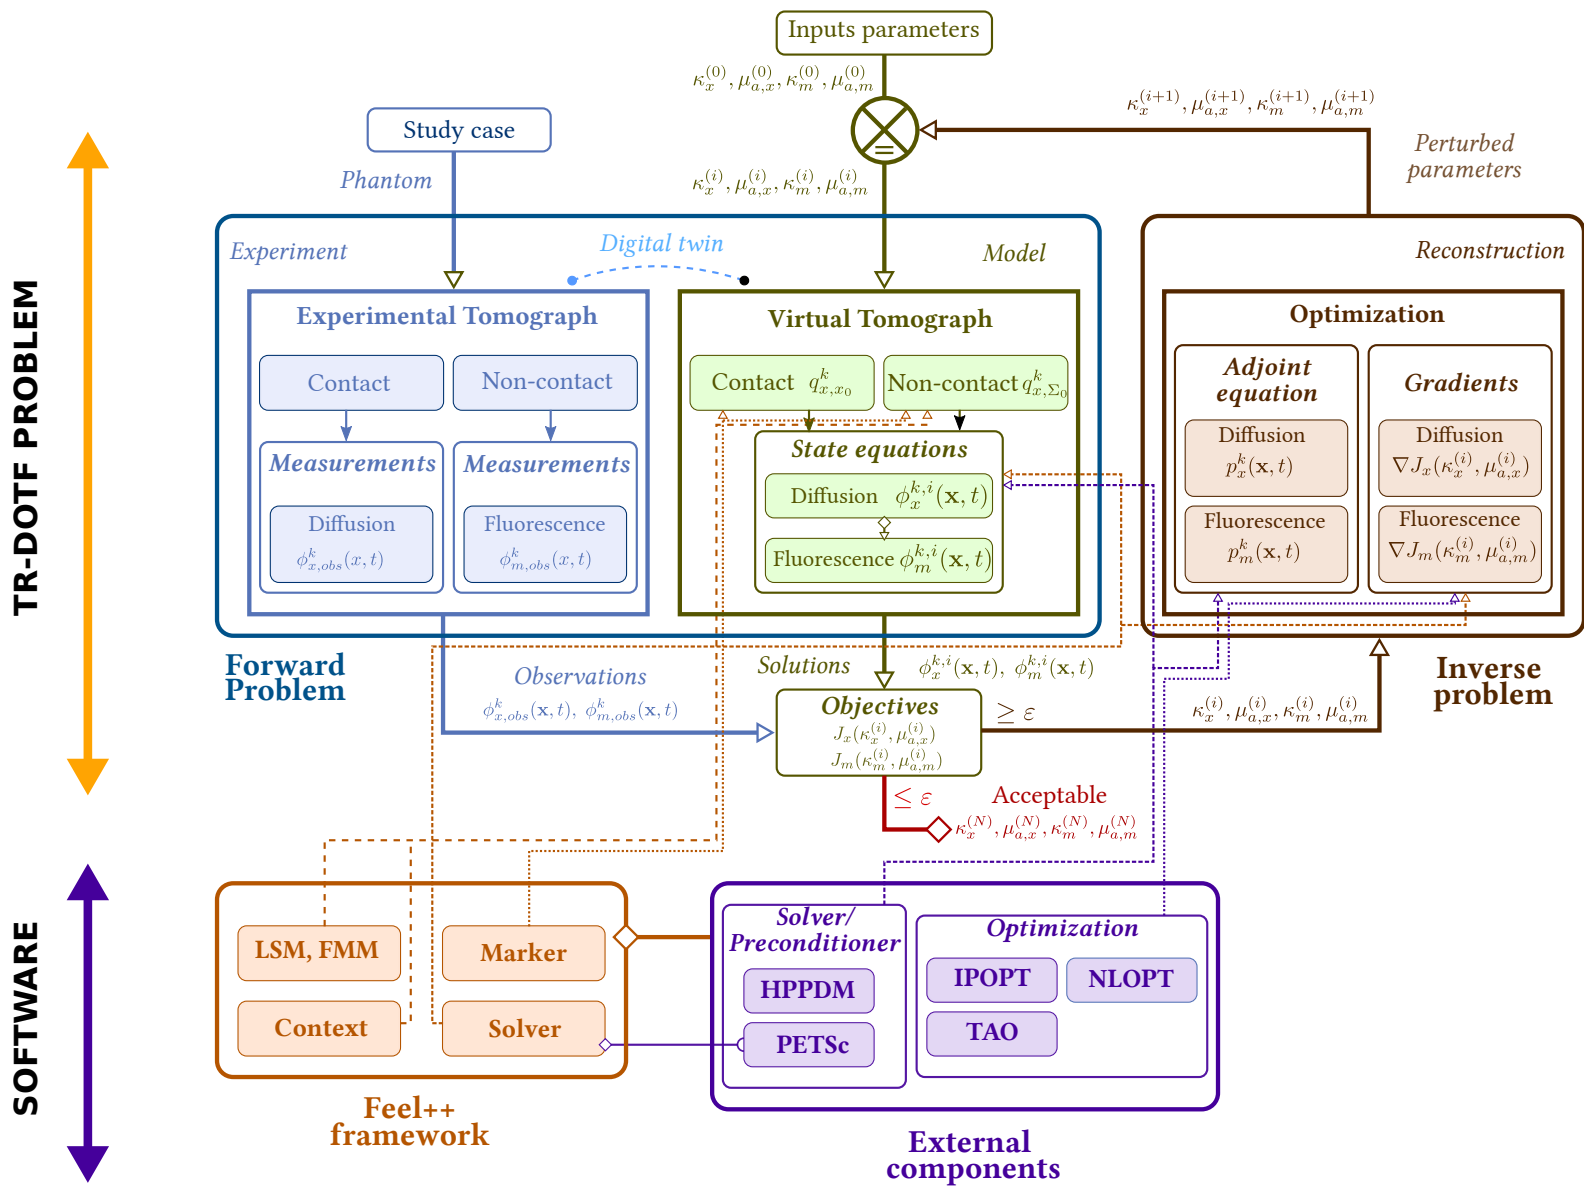 Inputs parameters
κ_x^{(0)}, μ_{a,x}^{(0)}, κ_m^{(0)}, μ_{a,m}^{(0)}
κ_x^{(i+1)}, μ_{a,x}^{(i+1)}, κ_m^{(i+1)}, μ_{a,m}^{(i+1)}
Study case
=
Perturbed
parameters
Phantom
κ_x^{(i)}, μ_{a,x}^{(i)}, κ_m^{(i)}, μ_{a,m}^{(i)}
TR-DOTF PROBLEM
Experiment
Digital twin
Model
Experimental Tomograph
Contact
Non-contact
Measurements
Measurements
Diffusion
φ_{x,obs}^k(x, t)
Fluorescence
φ_{m,obs}^k(x, t)
Virtual Tomograph
Contact q_{x,x_0}^k
Non-contact q_{x,Σ_0}^k
State equations
Diffusion φ_x^{k,i}(x, t)
Fluorescence φ_m^{k,i}(x, t)
Reconstruction
Optimization
Adjoint
equation
Diffusion
p_x^k(x, t)
Fluorescence
p_m^k(x, t)
Gradients
Diffusion
∇J_x(κ_x^{(i)}, μ_{a,x}^{(i)})
Fluorescence
∇J_m(κ_m^{(i)}, μ_{a,m}^{(i)})
Forward
Problem
Observations
φ_{x,obs}^k(x, t), φ_{m,obs}^k(x, t)
Solutions
φ_x^{k,i}(x, t), φ_m^{k,i}(x, t)
Inverse
problem
Objectives
J_x(κ_x^{(i)}, μ_{a,x}^{(i)})
J_m(κ_m^{(i)}, μ_{a,m}^{(i)})
≥ ε
κ_x^{(i)}, μ_{a,x}^{(i)}, κ_m^{(i)}, μ_{a,m}^{(i)}
≤ ε
Acceptable
κ_x^{(N)}, μ_{a,x}^{(N)}, κ_m^{(N)}, μ_{a,m}^{(N)}
SOFTWARE
LSM, FMM
Marker
Context
Solver
Feel++
framework
Solver/
Preconditioner
HPPDM
PETSc
Optimization
IPOPT
NLOPT
TAO
External
components